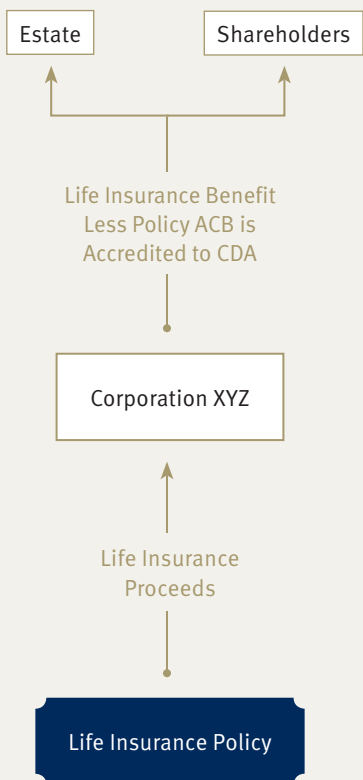 Estate
Shareholders
Life Insurance Benefit
Less Policy ACB is
Accredited to CDA
Corporation XYZ
Life Insurance
Proceeds
Life Insurance Policy